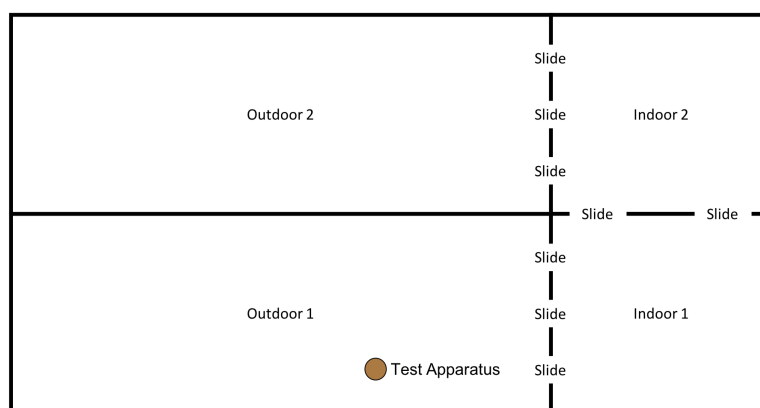 Slide
Outdoor 2
Slide
Indoor 2
Slide
Slide
Slide
Slide
Outdoor 1
Slide
Indoor 1
Test Apparatus
Slide